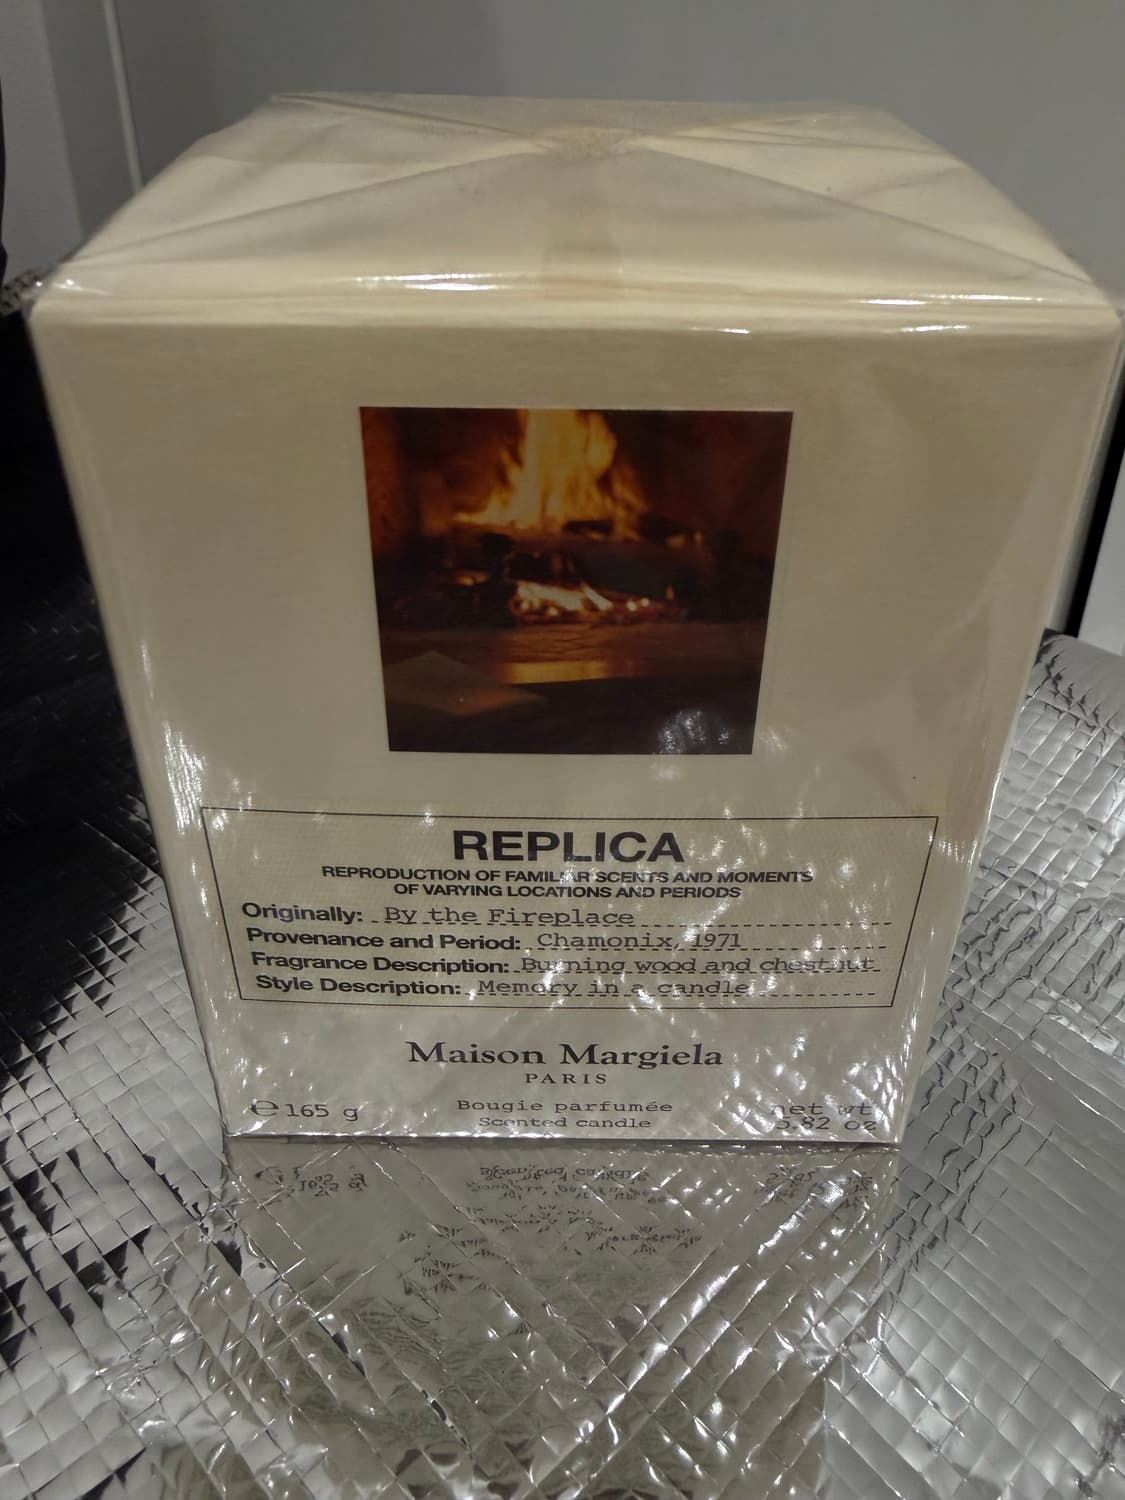 REPLICA
REPRODUCTION OF FAMILIAR SCENTS AND MOMENTS
OF VARYING LOCATIONS AND PERIODS
Originally: By the Fireplace
Provenance and Period: Chamonix, 1971
Fragrance Description: Burning wood and chestnut
Style Description: Memory in a candle
Maison Margiela
PARIS
℮ 165 g Bougie parfumée net wt
Scented candle 5.82 oz